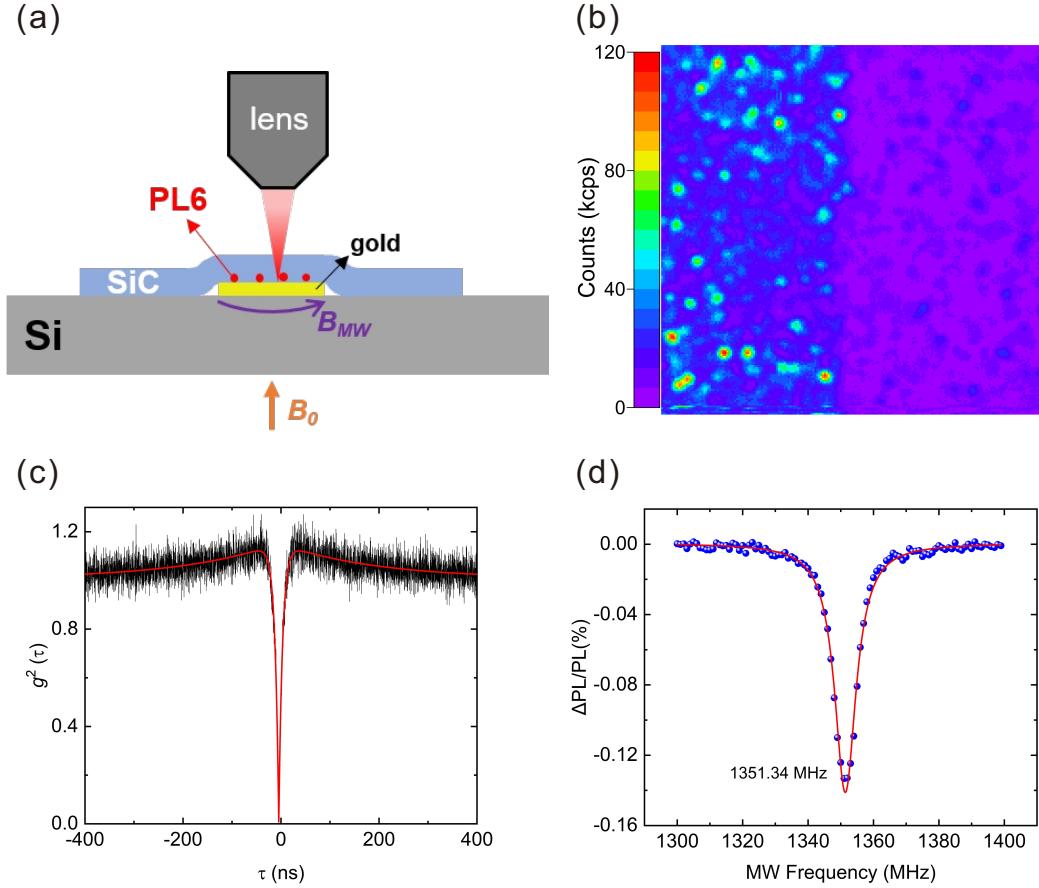 (a)
lens
PL6
gold
SiC
B_MW
Si
B_0
(b)
120
80
40
0
Counts (kcps)
(c)
1.2
0.8
0.4
0.0
g² (τ)
-400 -200 0 200 400
τ (ns)
(d)
0.00
-0.04
-0.08
-0.12
-0.16
ΔPL/PL(%)
1351.34 MHz
1300 1320 1340 1360 1380 1400
MW Frequency (MHz)